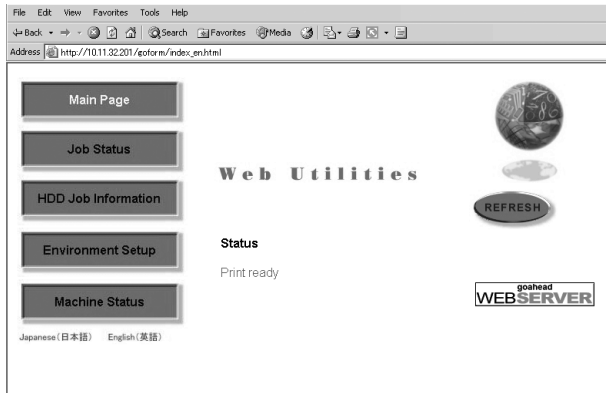 File Edit View Favorites Tools Help
Back Search Favorites Media
Address http://10.11.32.201/goform/index_en.html
Main Page
Job Status
HDD Job Information
Environment Setup
Machine Status
Japanese(日本語) English(英語)
Web Utilities
Status
Print ready
REFRESH
goahead
WEBSERVER